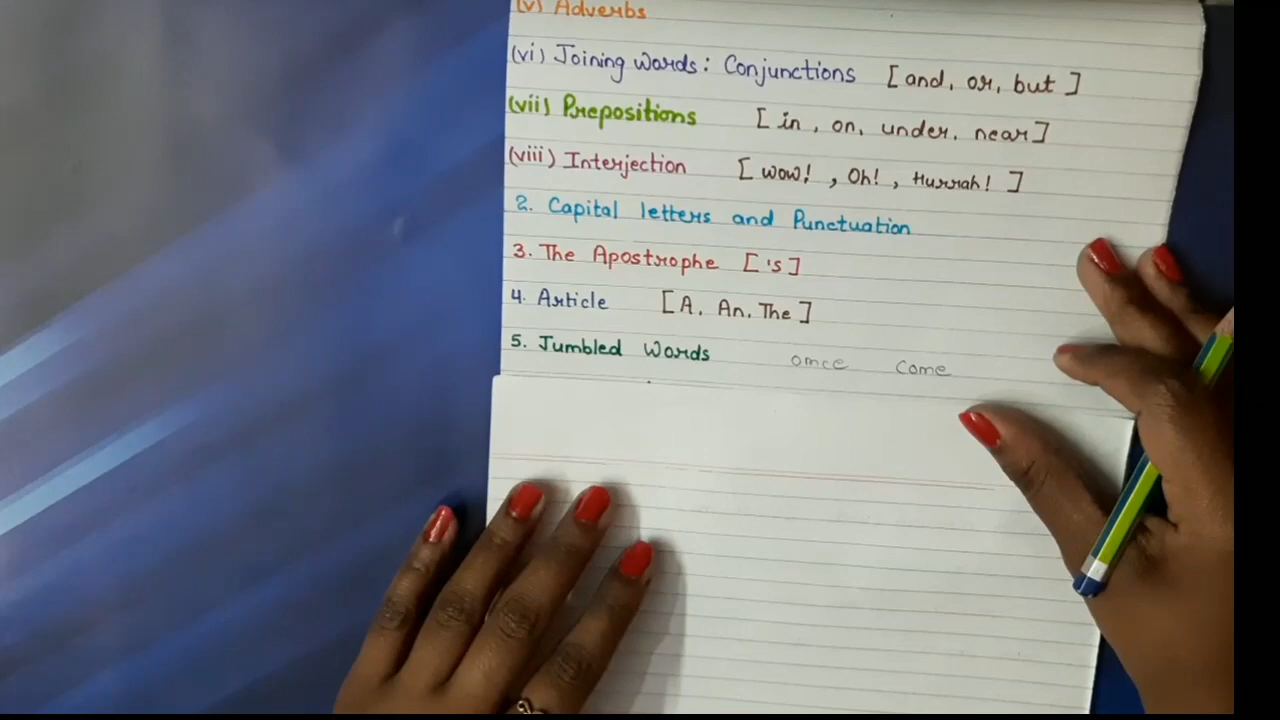 (v) Adverbs
(vi) Joining words: Conjunctions [and, or, but]
(vii) Prepositions [in, on, under, near]
(viii) Interjection [wow!, Oh!, Hurrah!]
2. Capital letters and Punctuation
3. The Apostrophe ['s]
4. Article [A, An, The]
5. Jumbled Words omce come